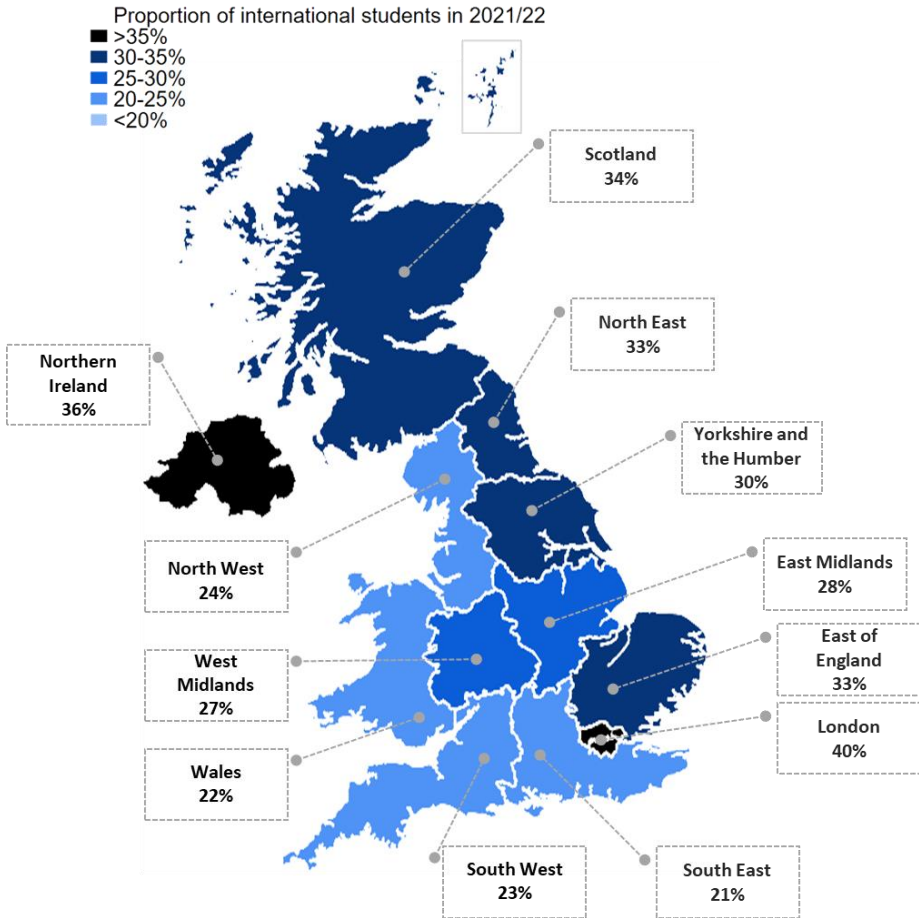 Proportion of international students in 2021/22
>35%
30-35%
25-30%
20-25%
<20%
Scotland
34%
North East
33%
Northern
Ireland
36%
Yorkshire and
the Humber
30%
North West
24%
East Midlands
28%
East of
England
33%
West
Midlands
27%
London
40%
Wales
22%
South West
23%
South East
21%